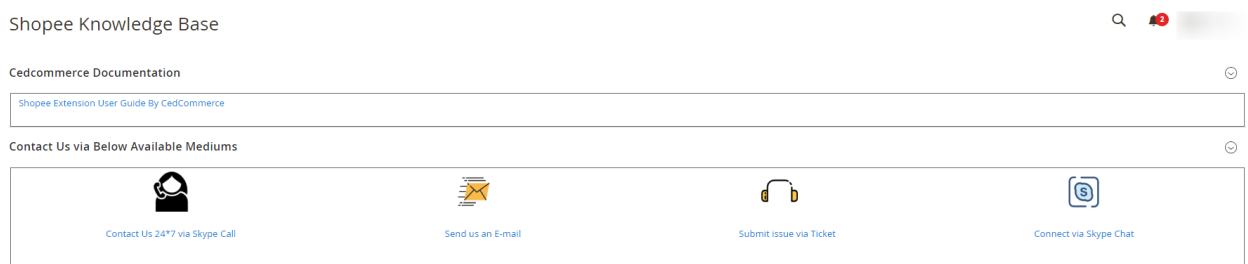 Shopee Knowledge Base
2
Cedcommerce Documentation
Shopee Extension User Guide By CedCommerce
Contact Us via Below Available Mediums
S
Contact Us 24*7 via Skype Call
Send us an E-mail
Submit issue via Ticket
Connect via Skype Chat